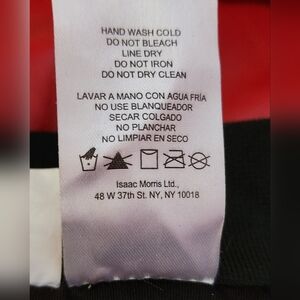 HAND WASH COLD
DO NOT BLEACH
LINE DRY
DO NOT IRON
DO NOT DRY CLEAN
LAVAR A MANO CON AGUA FRÍA
NO USE BLANQUEADOR
SECAR COLGADO
NO PLANCHAR
NO LIMPIAR EN SECO
Isaac Morris Ltd.,
48 W 37th St. NY, NY 10018